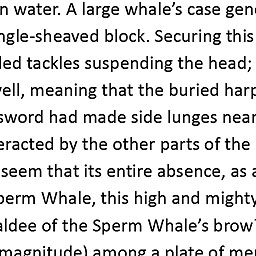 n water. A large whale's case gen
ngle-sheaved block. Securing this
led tackles suspending the head;
vell, meaning that the buried harp
sword had made side lunges near
eracted by the other parts of the
seem that its entire absence, as a
perm Whale, this high and mighty
aldee of the Sperm Whale's brow?
magnitude) among a plate of me